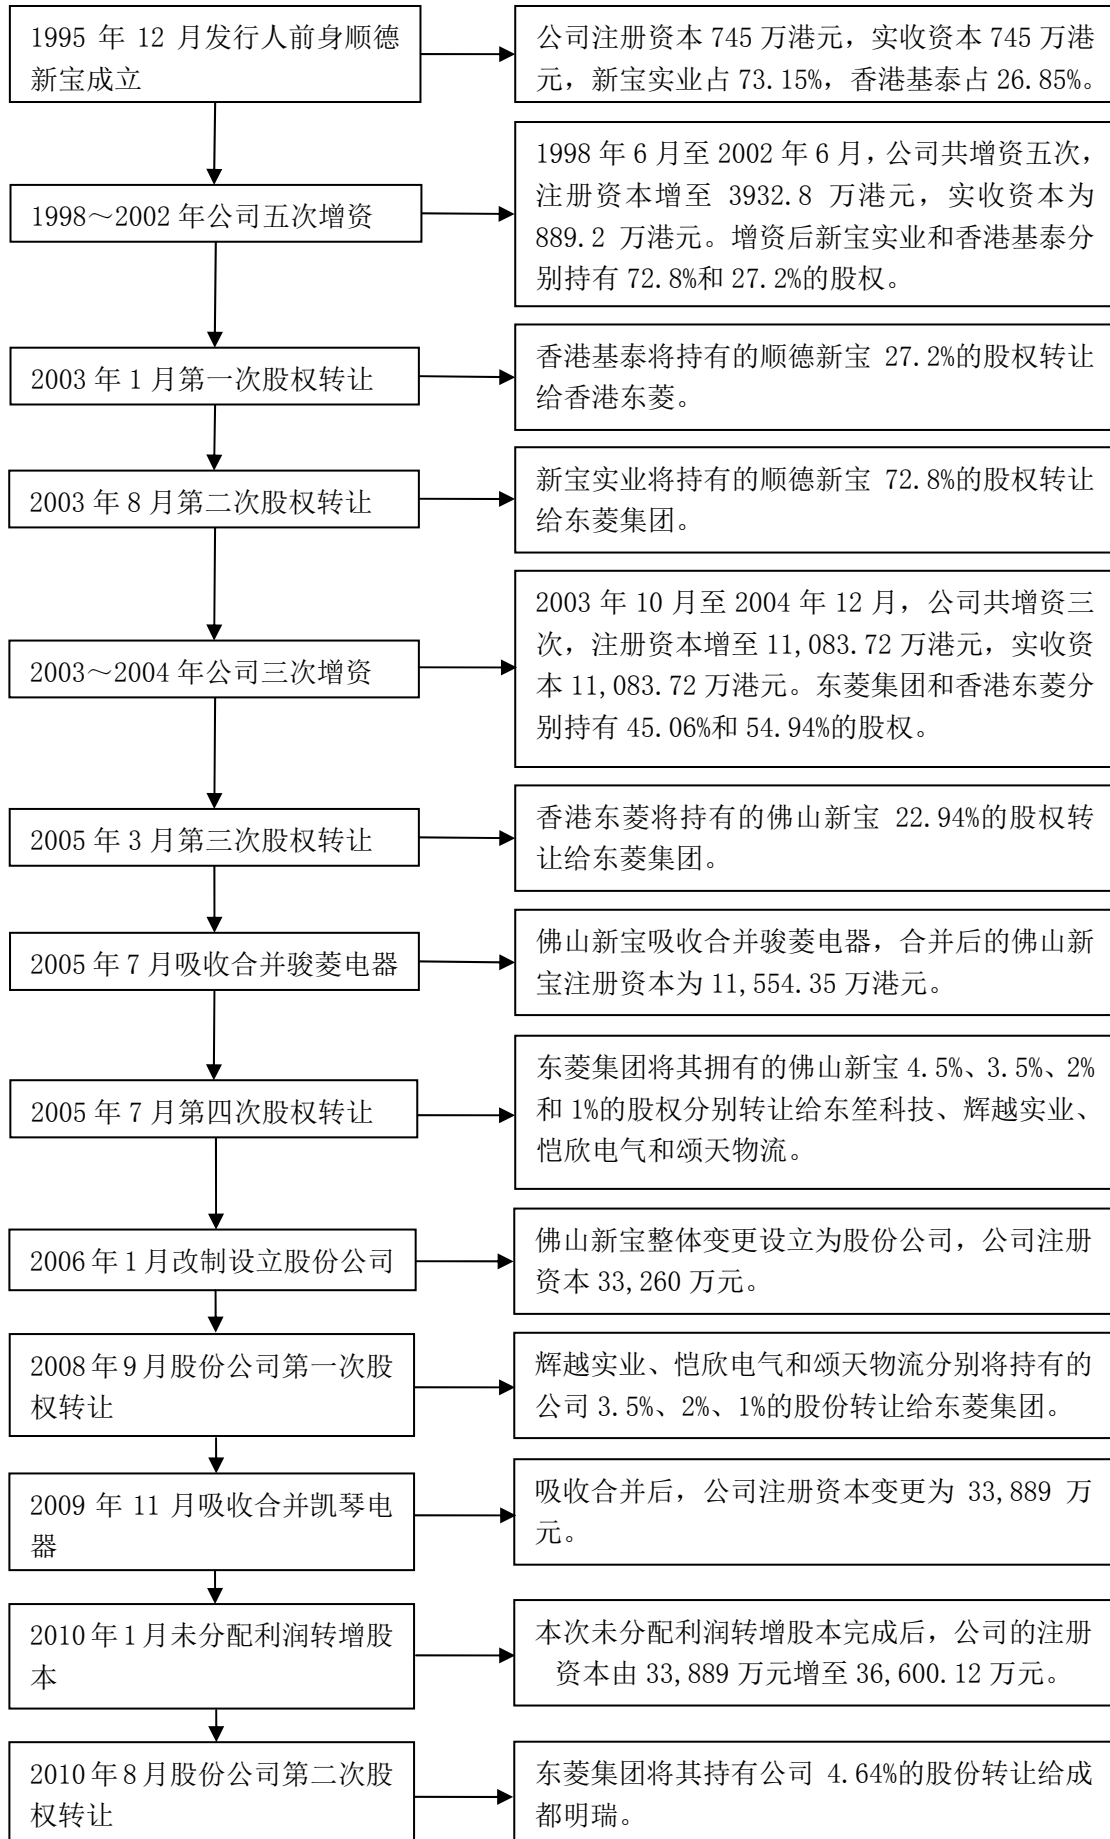 1995 年 12 月发行人前身顺德
新宝成立
公司注册资本 745 万港元，实收资本 745 万港
元，新宝实业占 73.15%，香港基泰占 26.85%。
1998～2002 年公司五次增资
1998 年 6 月至 2002 年 6 月，公司共增资五次，
注册资本增至 3932.8 万港元，实收资本为
889.2 万港元。增资后新宝实业和香港基泰分
别持有 72.8%和 27.2%的股权。
2003 年 1 月第一次股权转让
香港基泰将持有的顺德新宝 27.2%的股权转让
给香港东菱。
2003 年 8 月第二次股权转让
新宝实业将持有的顺德新宝 72.8%的股权转让
给东菱集团。
2003～2004 年公司三次增资
2003 年 10 月至 2004 年 12 月，公司共增资三
次，注册资本增至 11,083.72 万港元，实收资
本 11,083.72 万港元。东菱集团和香港东菱分
别持有 45.06%和 54.94%的股权。
2005 年 3 月第三次股权转让
香港东菱将持有的佛山新宝 22.94%的股权转
让给东菱集团。
2005 年 7 月吸收合并骏菱电器
佛山新宝吸收合并骏菱电器，合并后的佛山新
宝注册资本为 11,554.35 万港元。
2005 年 7 月第四次股权转让
东菱集团将其拥有的佛山新宝 4.5%、3.5%、2%
和 1%的股权分别转让给东笙科技、辉越实业、
恺欣电气和颂天物流。
2006 年 1 月改制设立股份公司
佛山新宝整体变更设立为股份公司，公司注册
资本 33,260 万元。
2008 年 9 月股份公司第一次股
权转让
辉越实业、恺欣电气和颂天物流分别将持有的
公司 3.5%、2%、1%的股份转让给东菱集团。
2009 年 11 月吸收合并凯琴电
器
吸收合并后，公司注册资本变更为 33,889 万
元。
2010 年 1 月未分配利润转增股
本
本次未分配利润转增股本完成后，公司的注册
资本由 33,889 万元增至 36,600.12 万元。
2010 年 8 月股份公司第二次股
权转让
东菱集团将其持有公司 4.64%的股份转让给成
都明瑞。